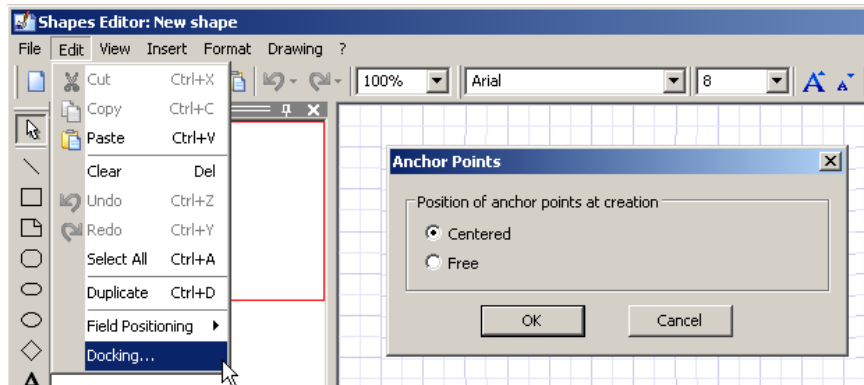 Shapes Editor: New shape
File Edit View Insert Format Drawing ?
100% Arial 8 A A
Cut Ctrl+X
Copy Ctrl+C
Paste Ctrl+V
Clear Del
Undo Ctrl+Z
Redo Ctrl+Y
Select All Ctrl+A
Duplicate Ctrl+D
Field Positioning
Docking...
A
Anchor Points
Position of anchor points at creation
Centered
Free
OK Cancel